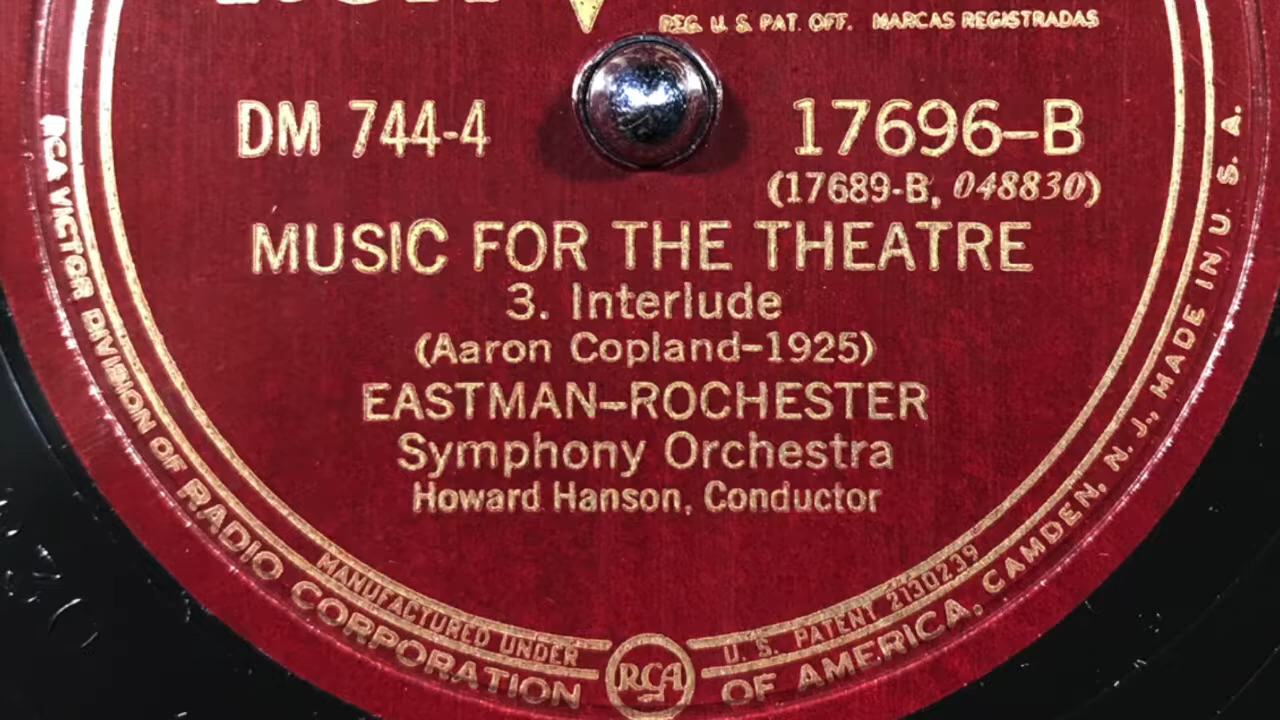 REG. U. S. PAT. OFF. MARCAS REGISTRADAS
DM 744-4
17696-B
(17689-B, 048830)
MUSIC FOR THE THEATRE
3. Interlude
(Aaron Copland-1925)
EASTMAN-ROCHESTER
Symphony Orchestra
Howard Hanson, Conductor
MANUFACTURED UNDER U. S. PATENT 2130239
RCA VICTOR DIVISION OF RADIO CORPORATION OF AMERICA, CAMDEN, N. J., MADE IN U. S. A.
RCA